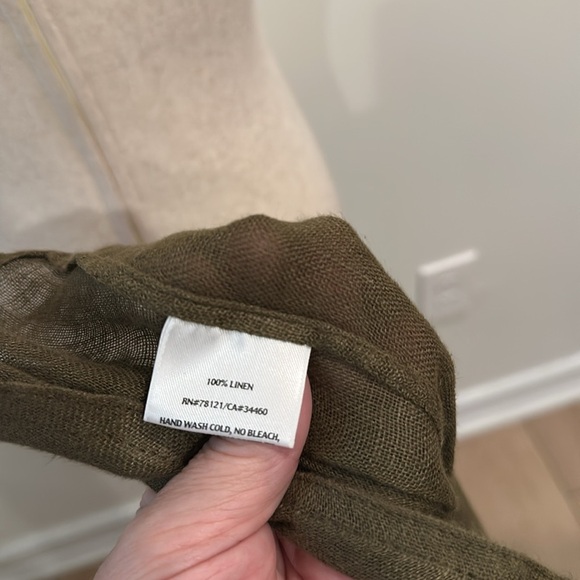 100% LINEN
RN#78121/CA#34460
HAND WASH COLD, NO BLEACH,